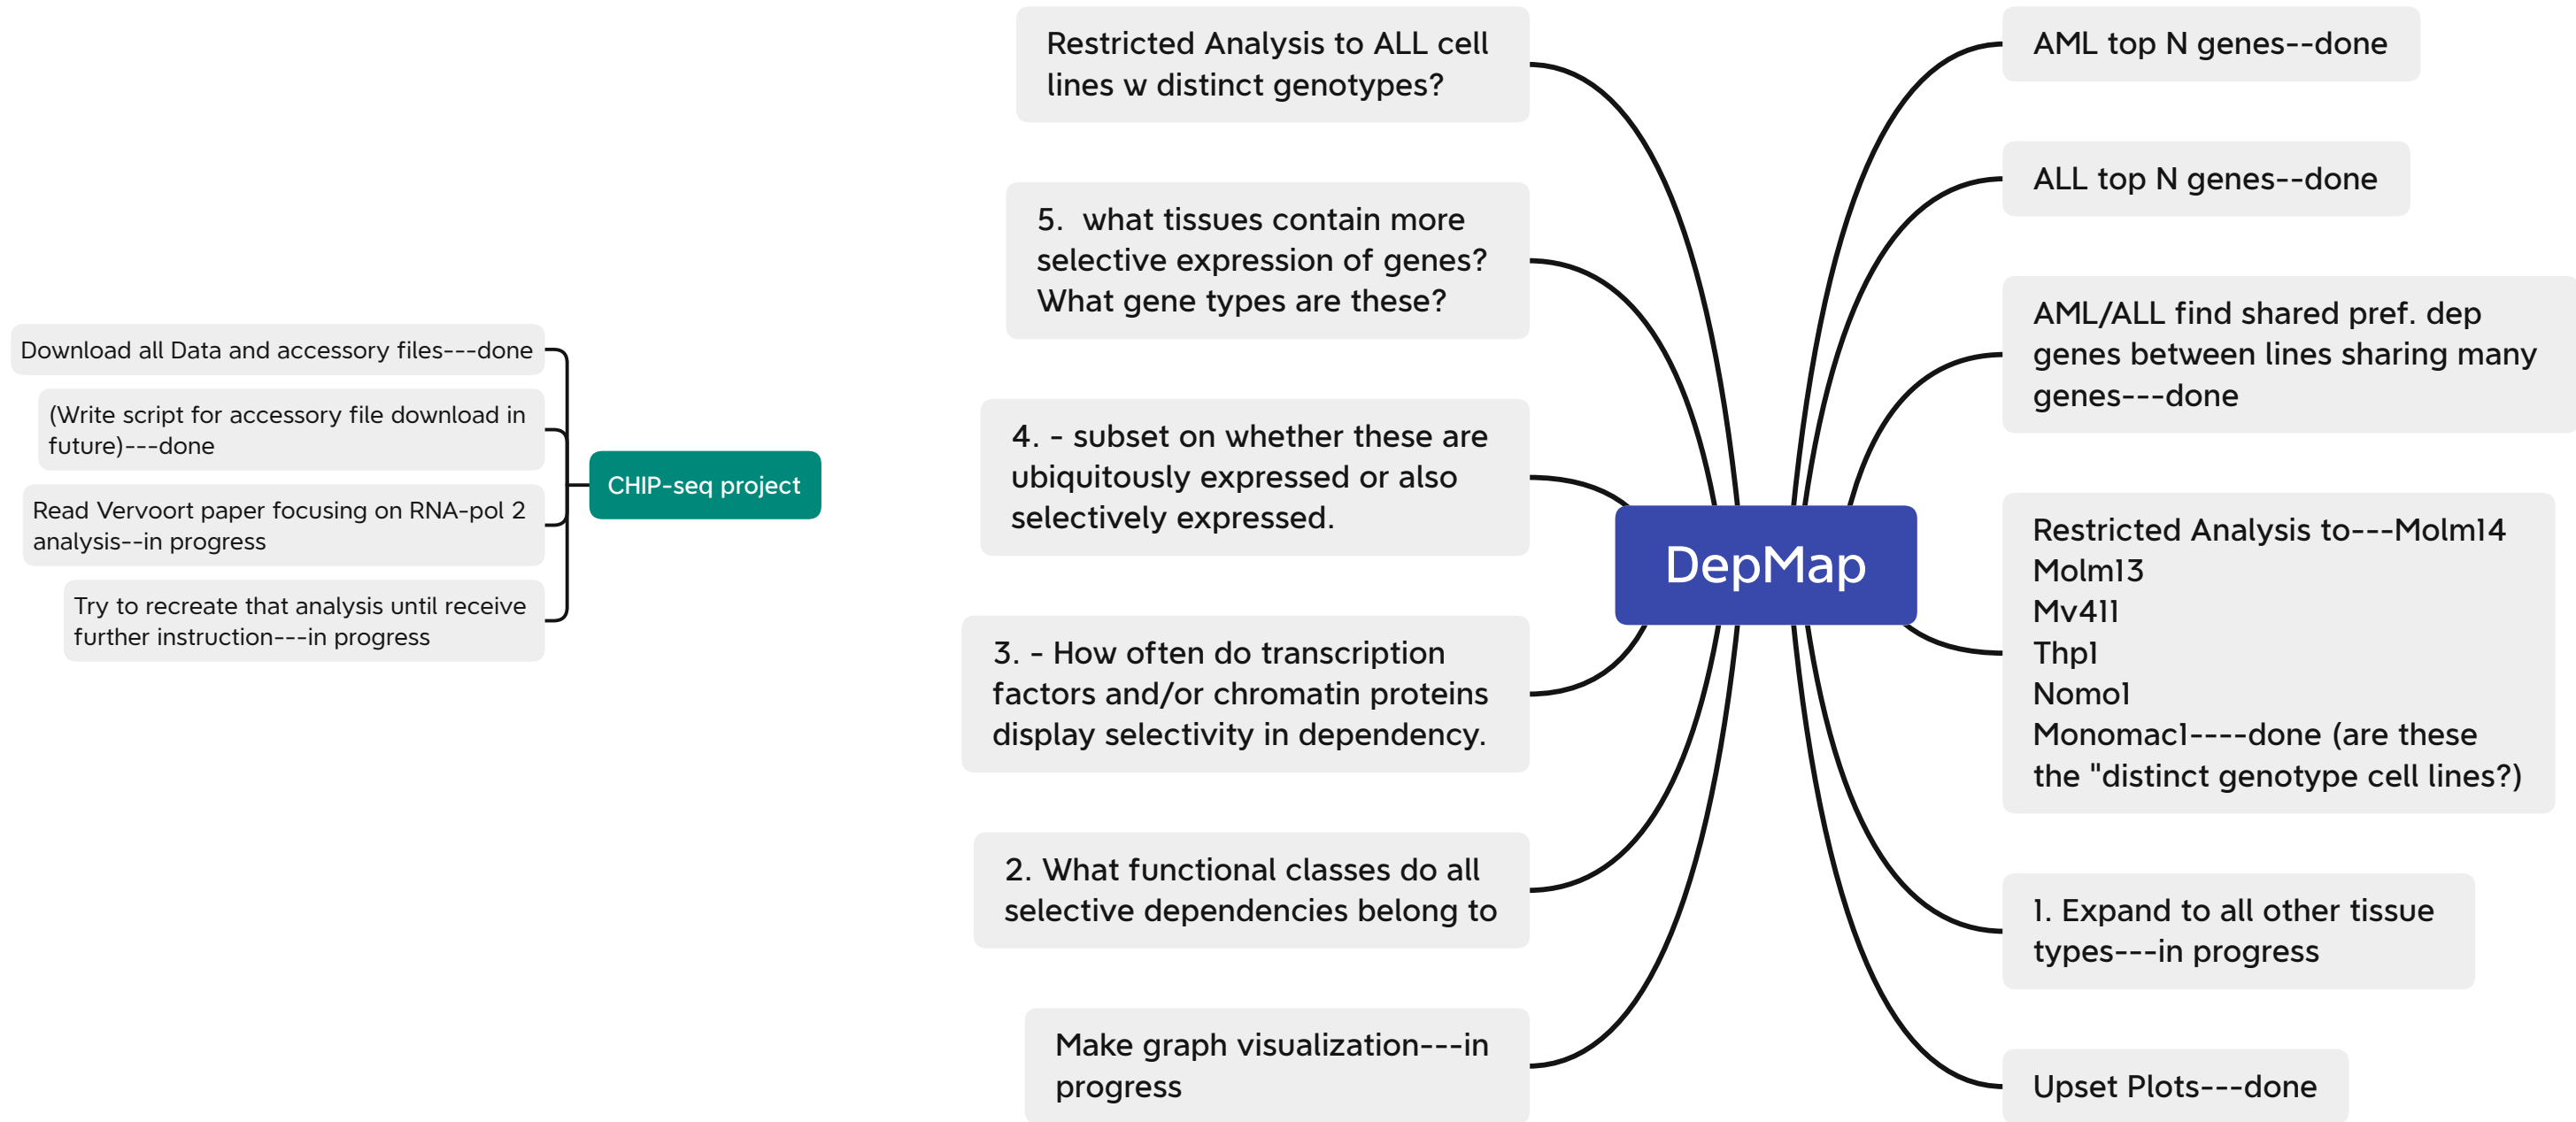 Download all Data and accessory files---done
(Write script for accessory file download in
future)---done
Read Vervoort paper focusing on RNA-pol 2
analysis--in progress
Try to recreate that analysis until receive
further instruction---in progress
CHIP-seq project
Restricted Analysis to ALL cell
lines w distinct genotypes?
5.  what tissues contain more
selective expression of genes?
What gene types are these?
4. - subset on whether these are
ubiquitously expressed or also
selectively expressed.
3. - How often do transcription
factors and/or chromatin proteins
display selectivity in dependency.
2. What functional classes do all
selective dependencies belong to
Make graph visualization---in
progress
DepMap
AML top N genes--done
ALL top N genes--done
AML/ALL find shared pref. dep
genes between lines sharing many
genes---done
Restricted Analysis to---Molm14
Molm13
Mv411
Thp1
Nomo1
Monomac1----done (are these
the "distinct genotype cell lines?)
1. Expand to all other tissue
types---in progress
Upset Plots---done